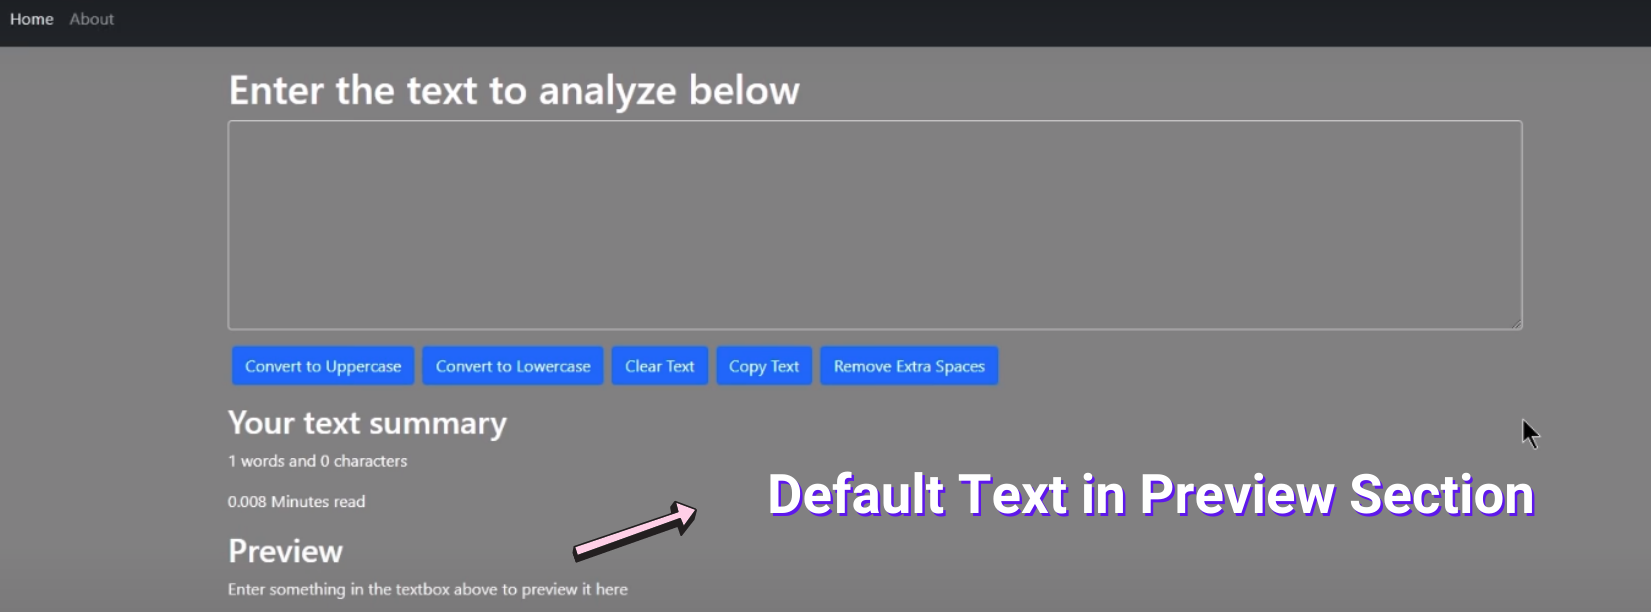 Home About
Enter the text to analyze below
Convert to Uppercase Convert to Lowercase Clear Text Copy Text Remove Extra Spaces
Your text summary
1 words and 0 characters
0.008 Minutes read
Default Text in Preview Section
Preview
Enter something in the textbox above to preview it here